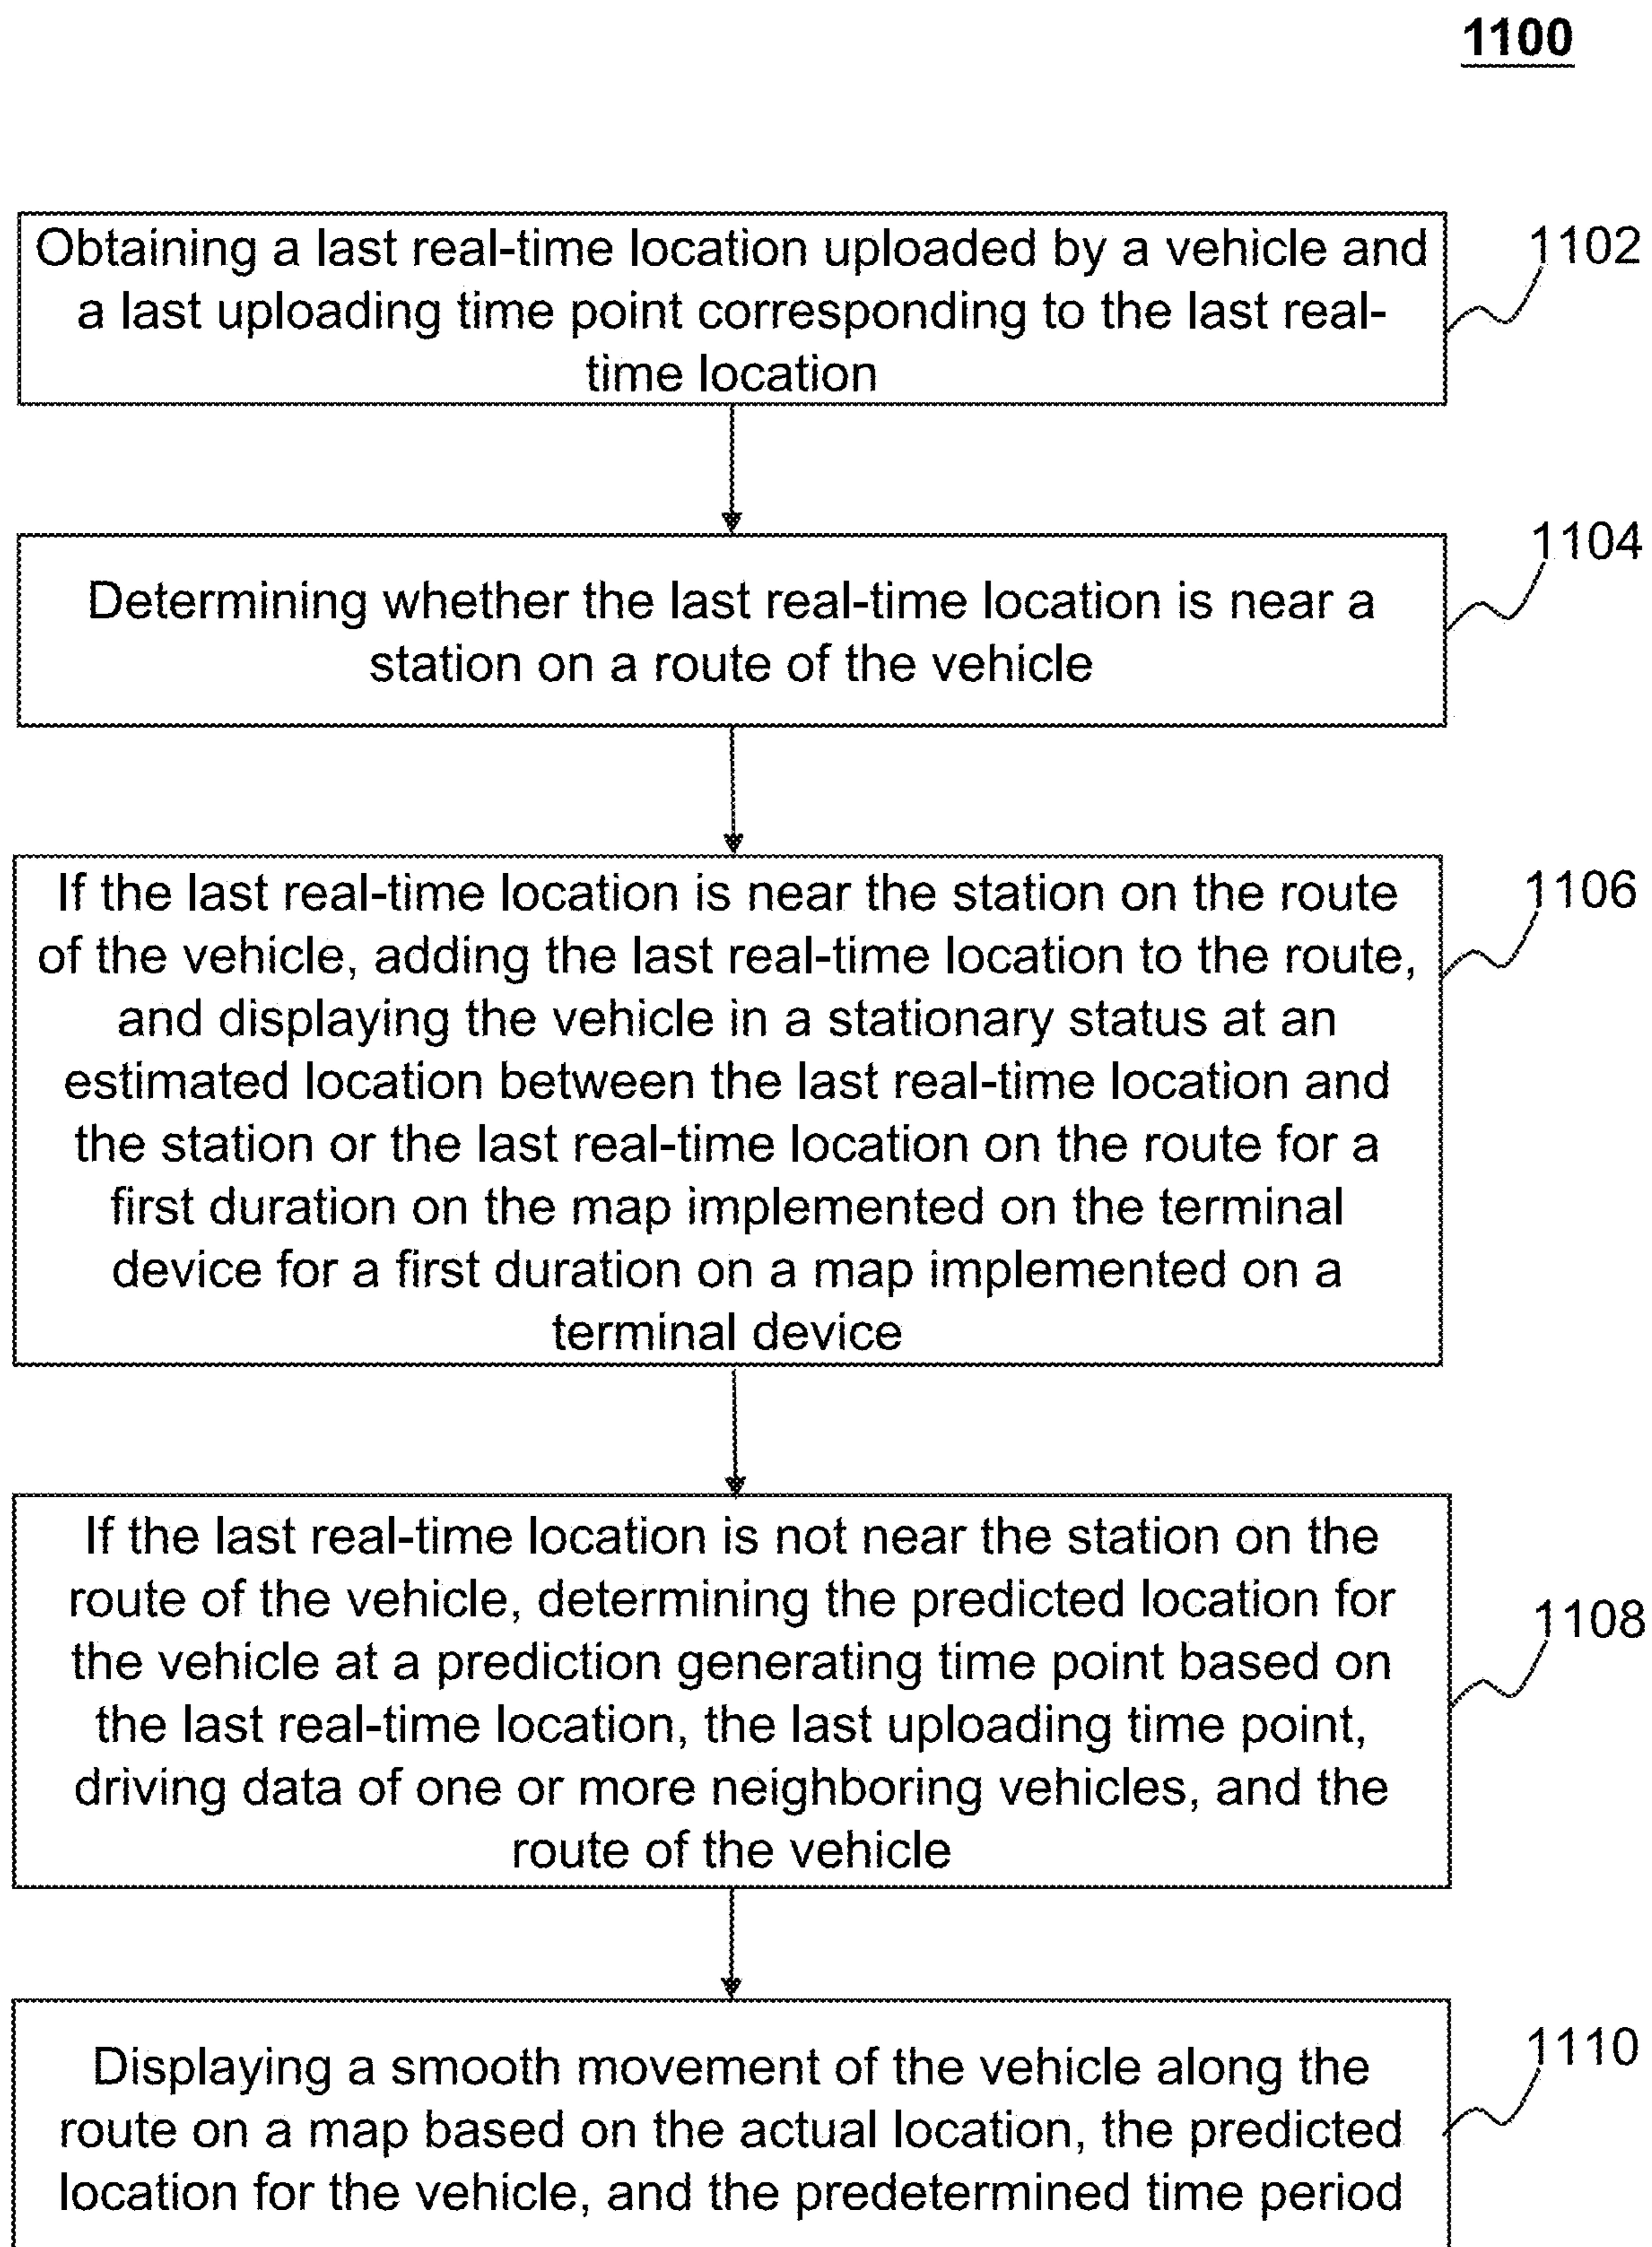 1100
Obtaining a last real-time location uploaded by a vehicle and
a last uploading time point corresponding to the last real-
time location
1102
Determining whether the last real-time location is near a
station on a route of the vehicle
1104
If the last real-time location is near the station on the route
of the vehicle, adding the last real-time location to the route,
and displaying the vehicle in a stationary status at an
estimated location between the last real-time location and
the station or the last real-time location on the route for a
first duration on the map implemented on the terminal
device for a first duration on a map implemented on a
terminal device
1106
If the last real-time location is not near the station on the
route of the vehicle, determining the predicted location for
the vehicle at a prediction generating time point based on
the last real-time location, the last uploading time point,
driving data of one or more neighboring vehicles, and the
route of the vehicle
1108
Displaying a smooth movement of the vehicle along the
route on a map based on the actual location, the predicted
location for the vehicle, and the predetermined time period
1110